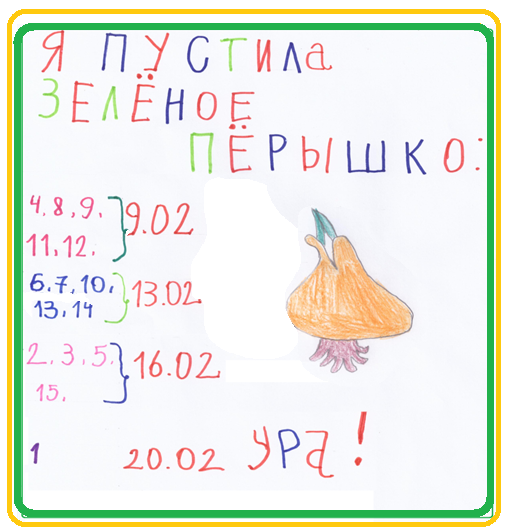 Я ПУСТИЛа
ЗЕЛЁНОЕ
ПЁРЫШКО:
4, 8, 9,
11, 12. } 9.02
6, 7, 10,
13, 14 } 13.02
2, 3, 5,
15, } 16.02
1 20.02 УРА!